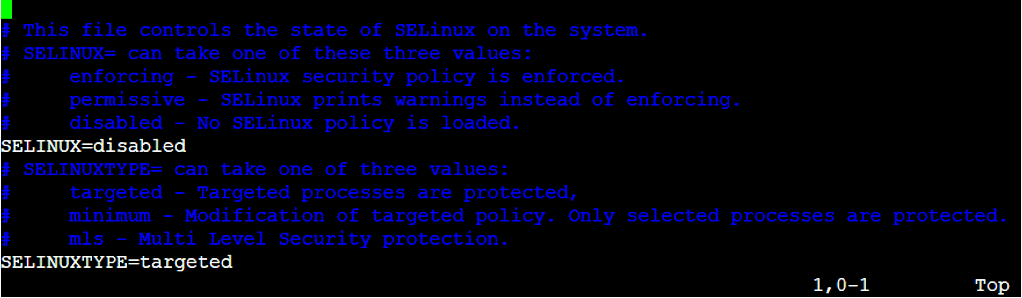 # This file controls the state of SELinux on the system.
# SELINUX= can take one of these three values:
#     enforcing - SELinux security policy is enforced.
#     permissive - SELinux prints warnings instead of enforcing.
#     disabled - No SELinux policy is loaded.
SELINUX=disabled
# SELINUXTYPE= can take one of three values:
#     targeted - Targeted processes are protected,
#     minimum - Modification of targeted policy. Only selected processes are protected.
#     mls - Multi Level Security protection.
SELINUXTYPE=targeted
1,0-1 Top